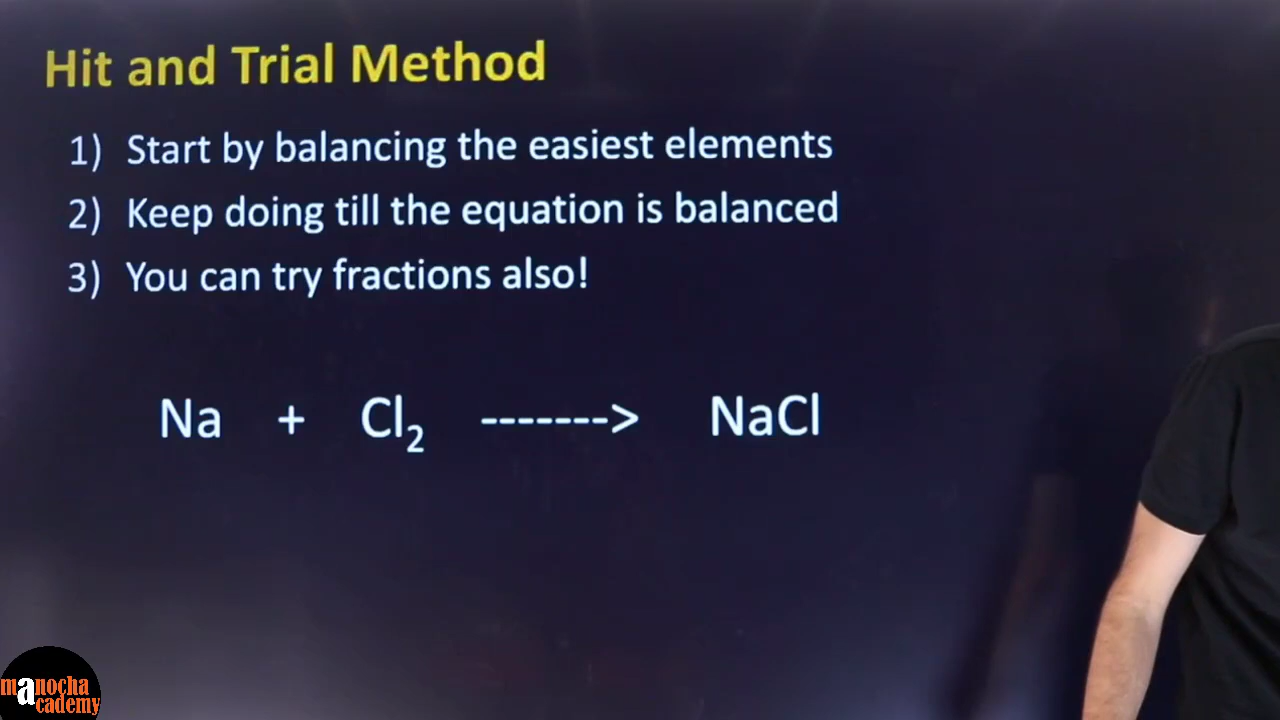 Hit and Trial Method
1) Start by balancing the easiest elements
2) Keep doing till the equation is balanced
3) You can try fractions also!
Na + Cl₂ -------> NaCl
manocha
academy